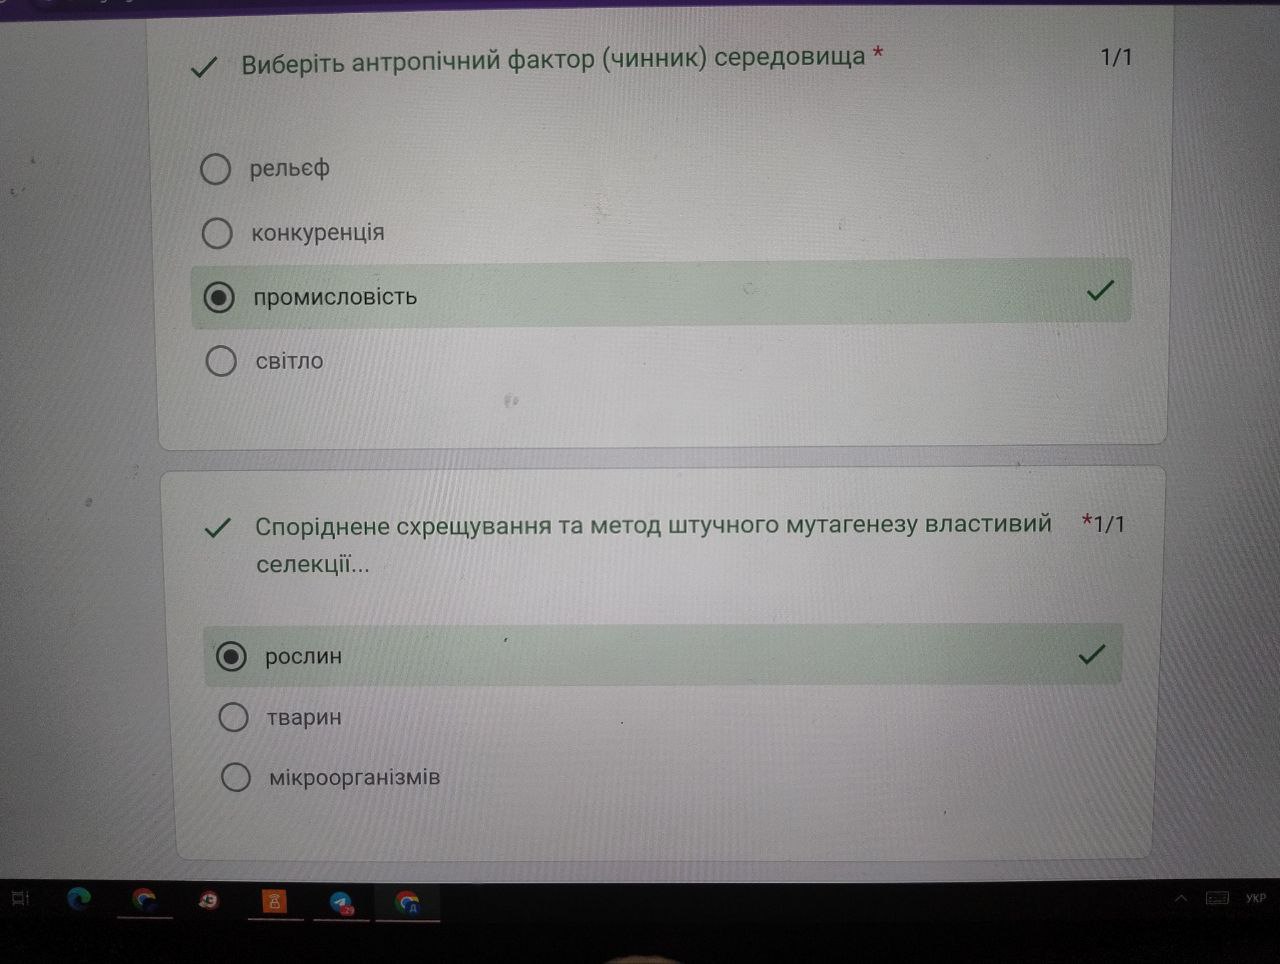 Виберіть антропічний фактор (чинник) середовища *
1/1
рельєф
конкуренція
промисловість
світло
Споріднене схрещування та метод штучного мутагенезу властивий *1/1
селекції...
рослин
тварин
мікроорганізмів
УКР